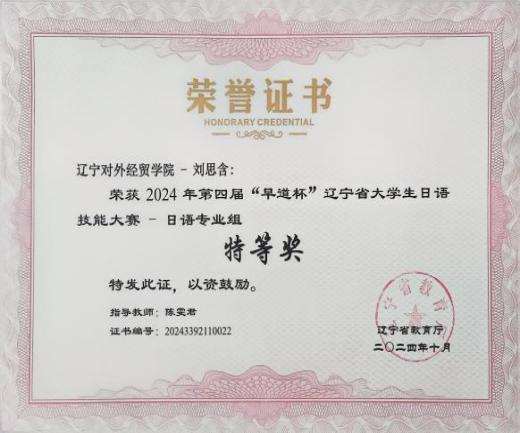 荣誉证书
HONORARY CREDENTIAL
辽宁对外经贸学院 - 刘思含:
荣获 2024 年第四届“早道杯”辽宁省大学生日语
技能大赛 - 日语专业组
特等奖
特发此证，以资鼓励。
指导教师：陈雯君
证书编号：20243392110022
辽宁省教育厅
二〇二四年十月